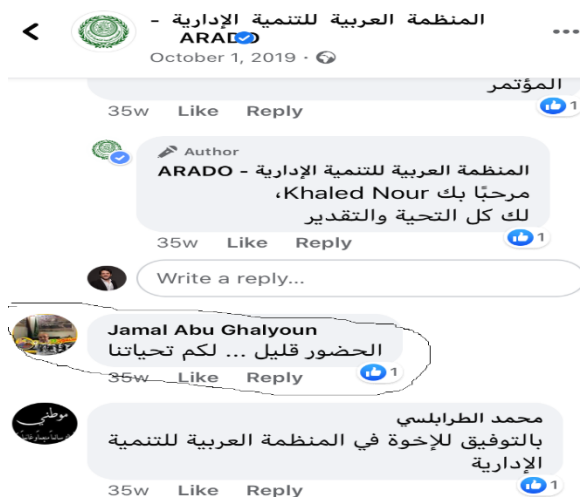 المنظمة العربية للتنمية الإدارية -
ARADO
October 1, 2019 ·
المؤتمر
35w Like Reply
1
Author
المنظمة العربية للتنمية الإدارية - ARADO
مرحبًا بك Khaled Nour،
لك كل التحية والتقدير
35w Like Reply
1
Write a reply...
Jamal Abu Ghalyoun
الحضور قليل ... لكم تحياتنا
35w Like Reply
1
موطني
محمد الطرابلسي
بالتوفيق للإخوة في المنظمة العربية للتنمية
الإدارية
35w Like Reply
1